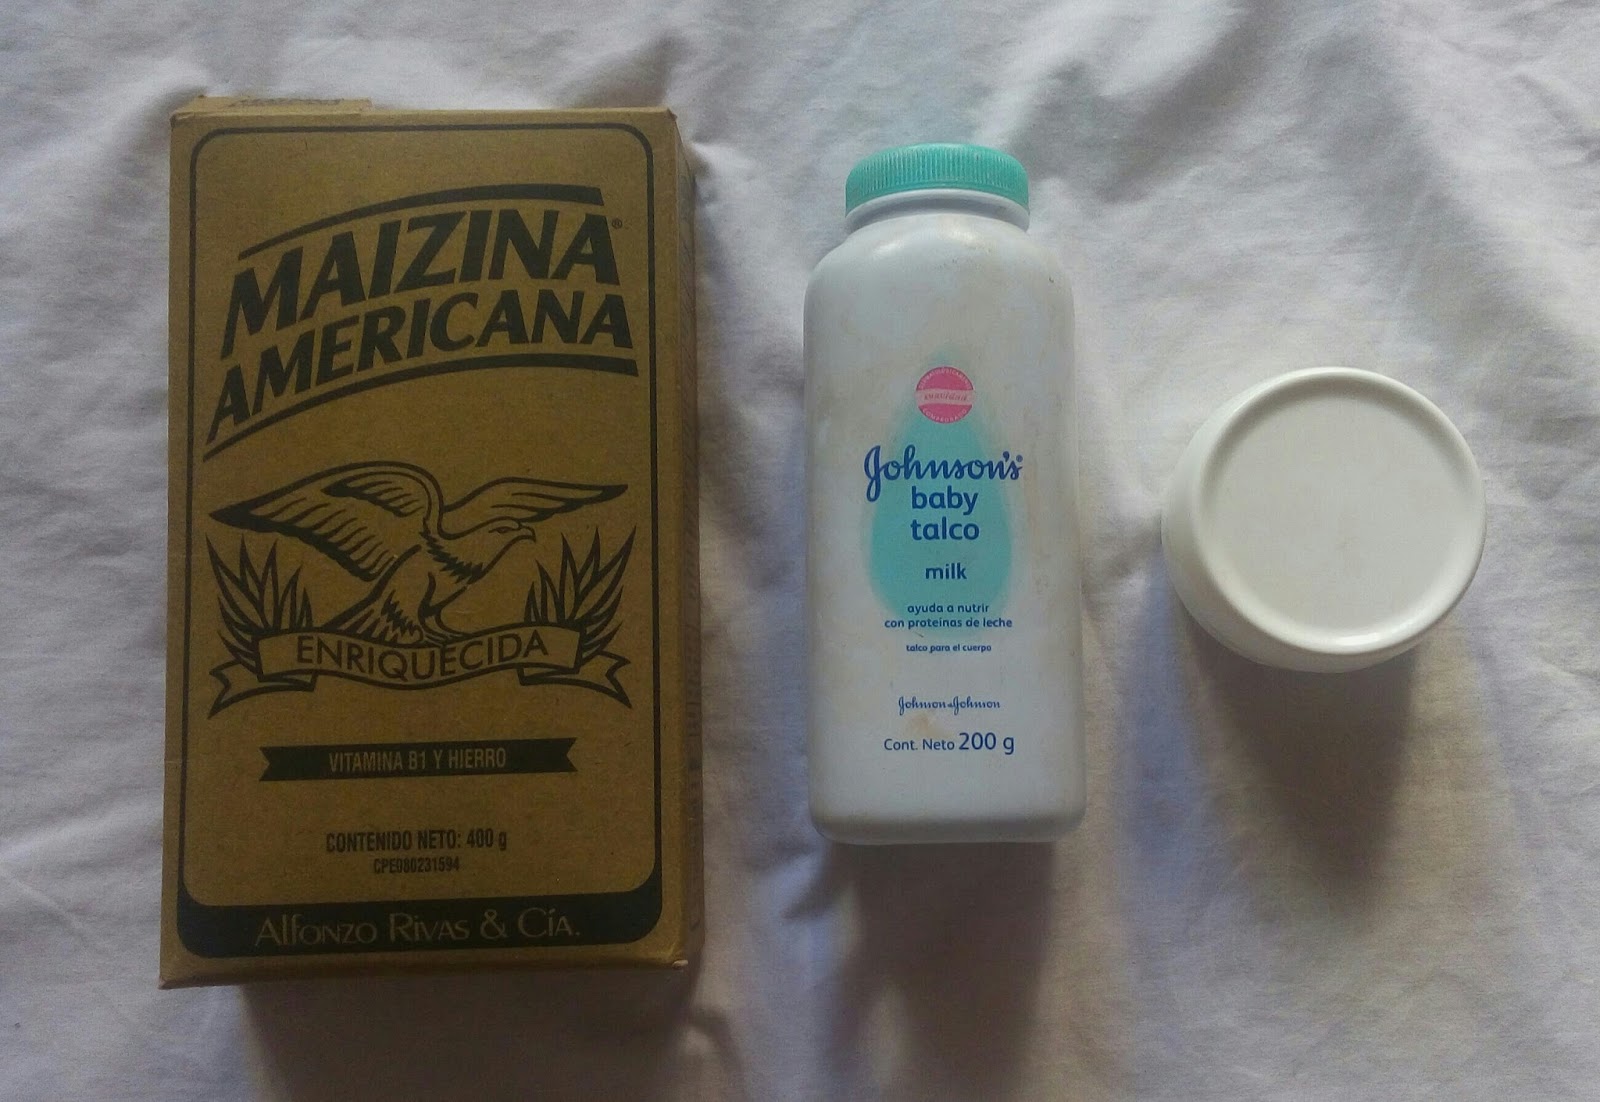 MAIZINA®
AMERICANA
ENRIQUECIDA
VITAMINA B1 Y HIERRO
CONTENIDO NETO: 400 g
CPE080231594
Alfonzo Rivas & Cía.
suavidad
Johnson's®
baby
talco
milk
ayuda a nutrir
con proteínas de leche
talco para el cuerpo
Johnson & Johnson
Cont. Neto 200 g